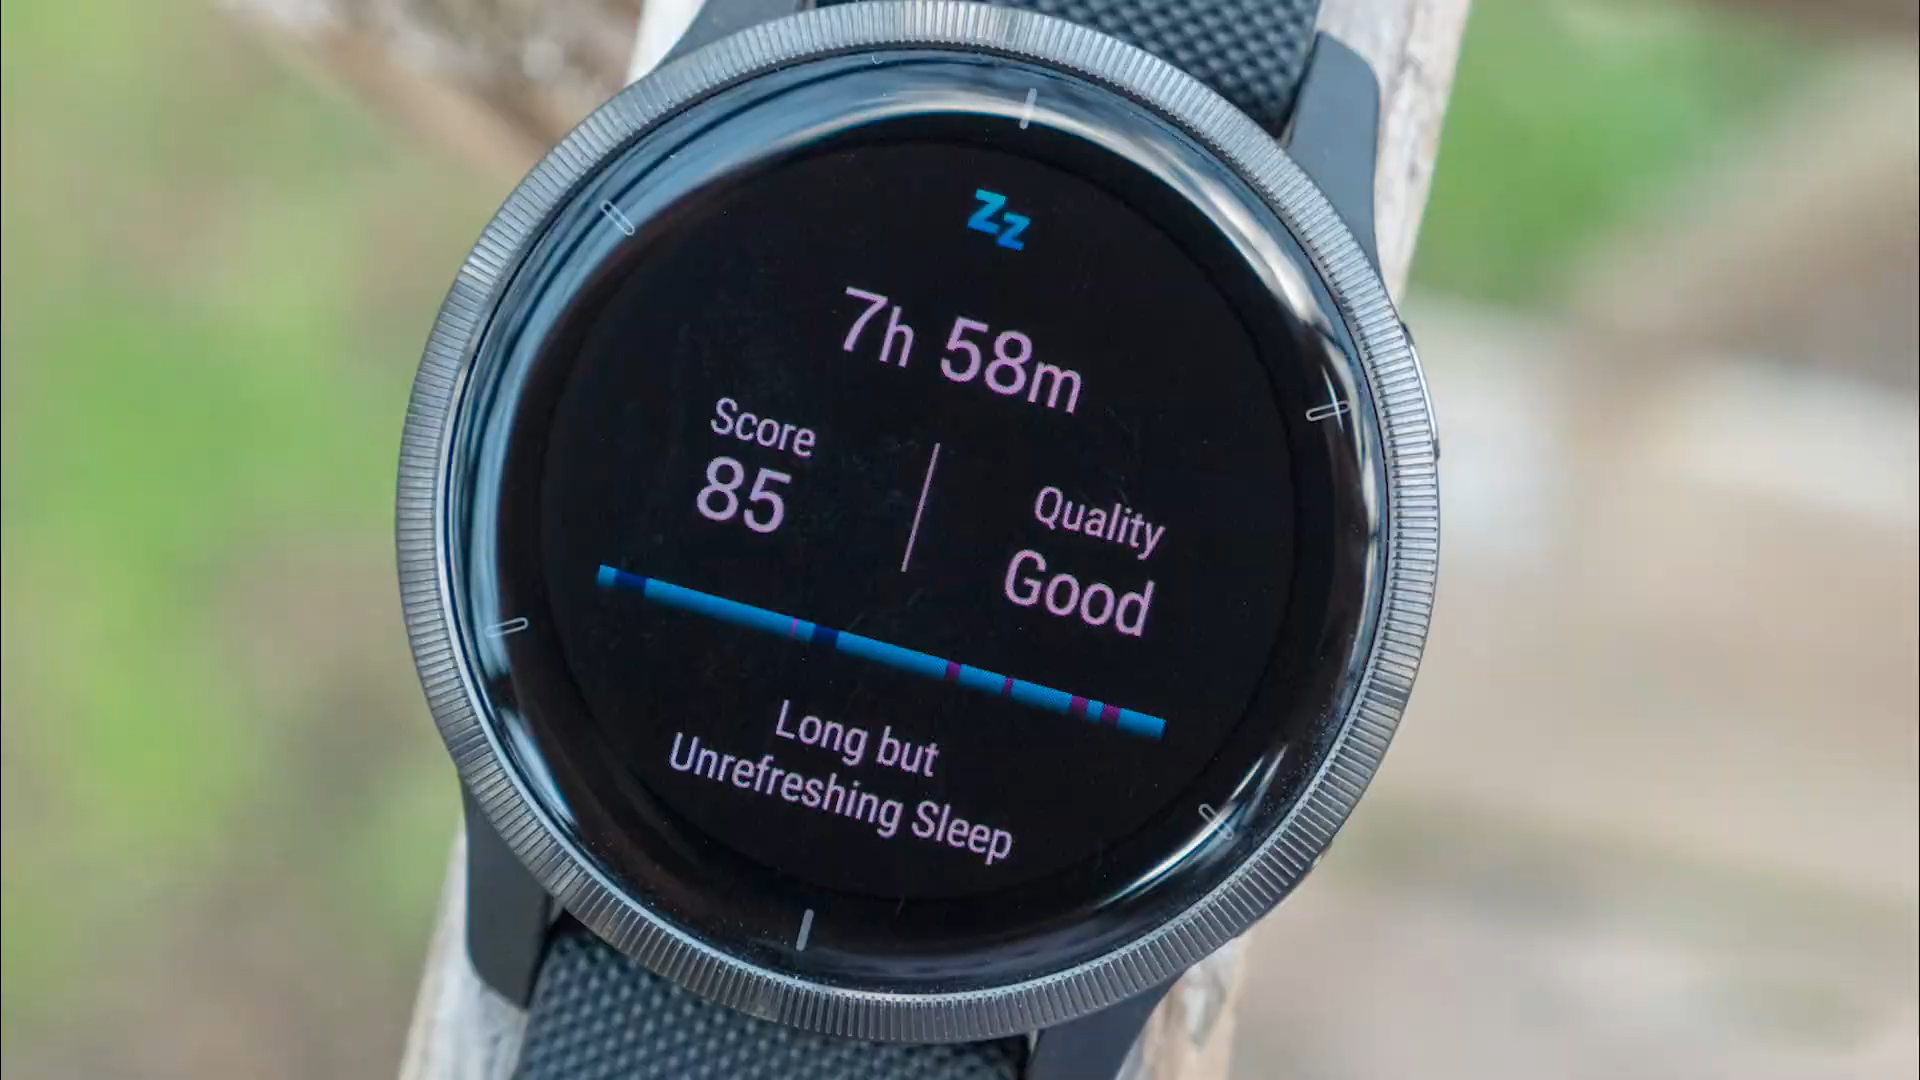 Zz
7h 58m
Score
85
Quality
Good
Long but
Unrefreshing Sleep